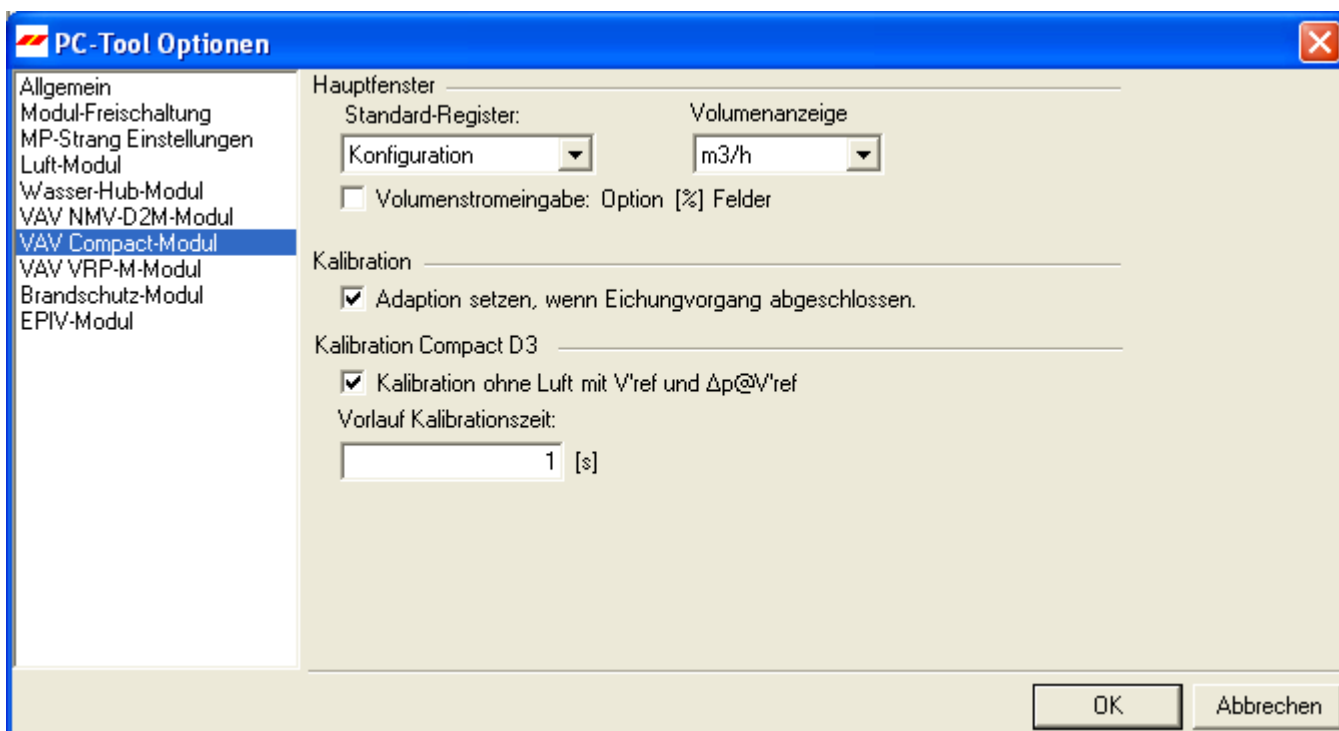 PC-Tool Optionen
Allgemein
Modul-Freischaltung
MP-Strang Einstellungen
Luft-Modul
Wasser-Hub-Modul
VAV NMV-D2M-Modul
VAV Compact-Modul
VAV VRP-M-Modul
Brandschutz-Modul
EPIV-Modul
Hauptfenster
Standard-Register: Volumenanzeige
Konfiguration m3/h
Volumenstromeingabe: Option [%] Felder
Kalibration
Adaption setzen, wenn Eichungvorgang abgeschlossen.
Kalibration Compact D3
Kalibration ohne Luft mit V'ref und Δp@V'ref
Vorlauf Kalibrationszeit:
1 [s]
OK Abbrechen